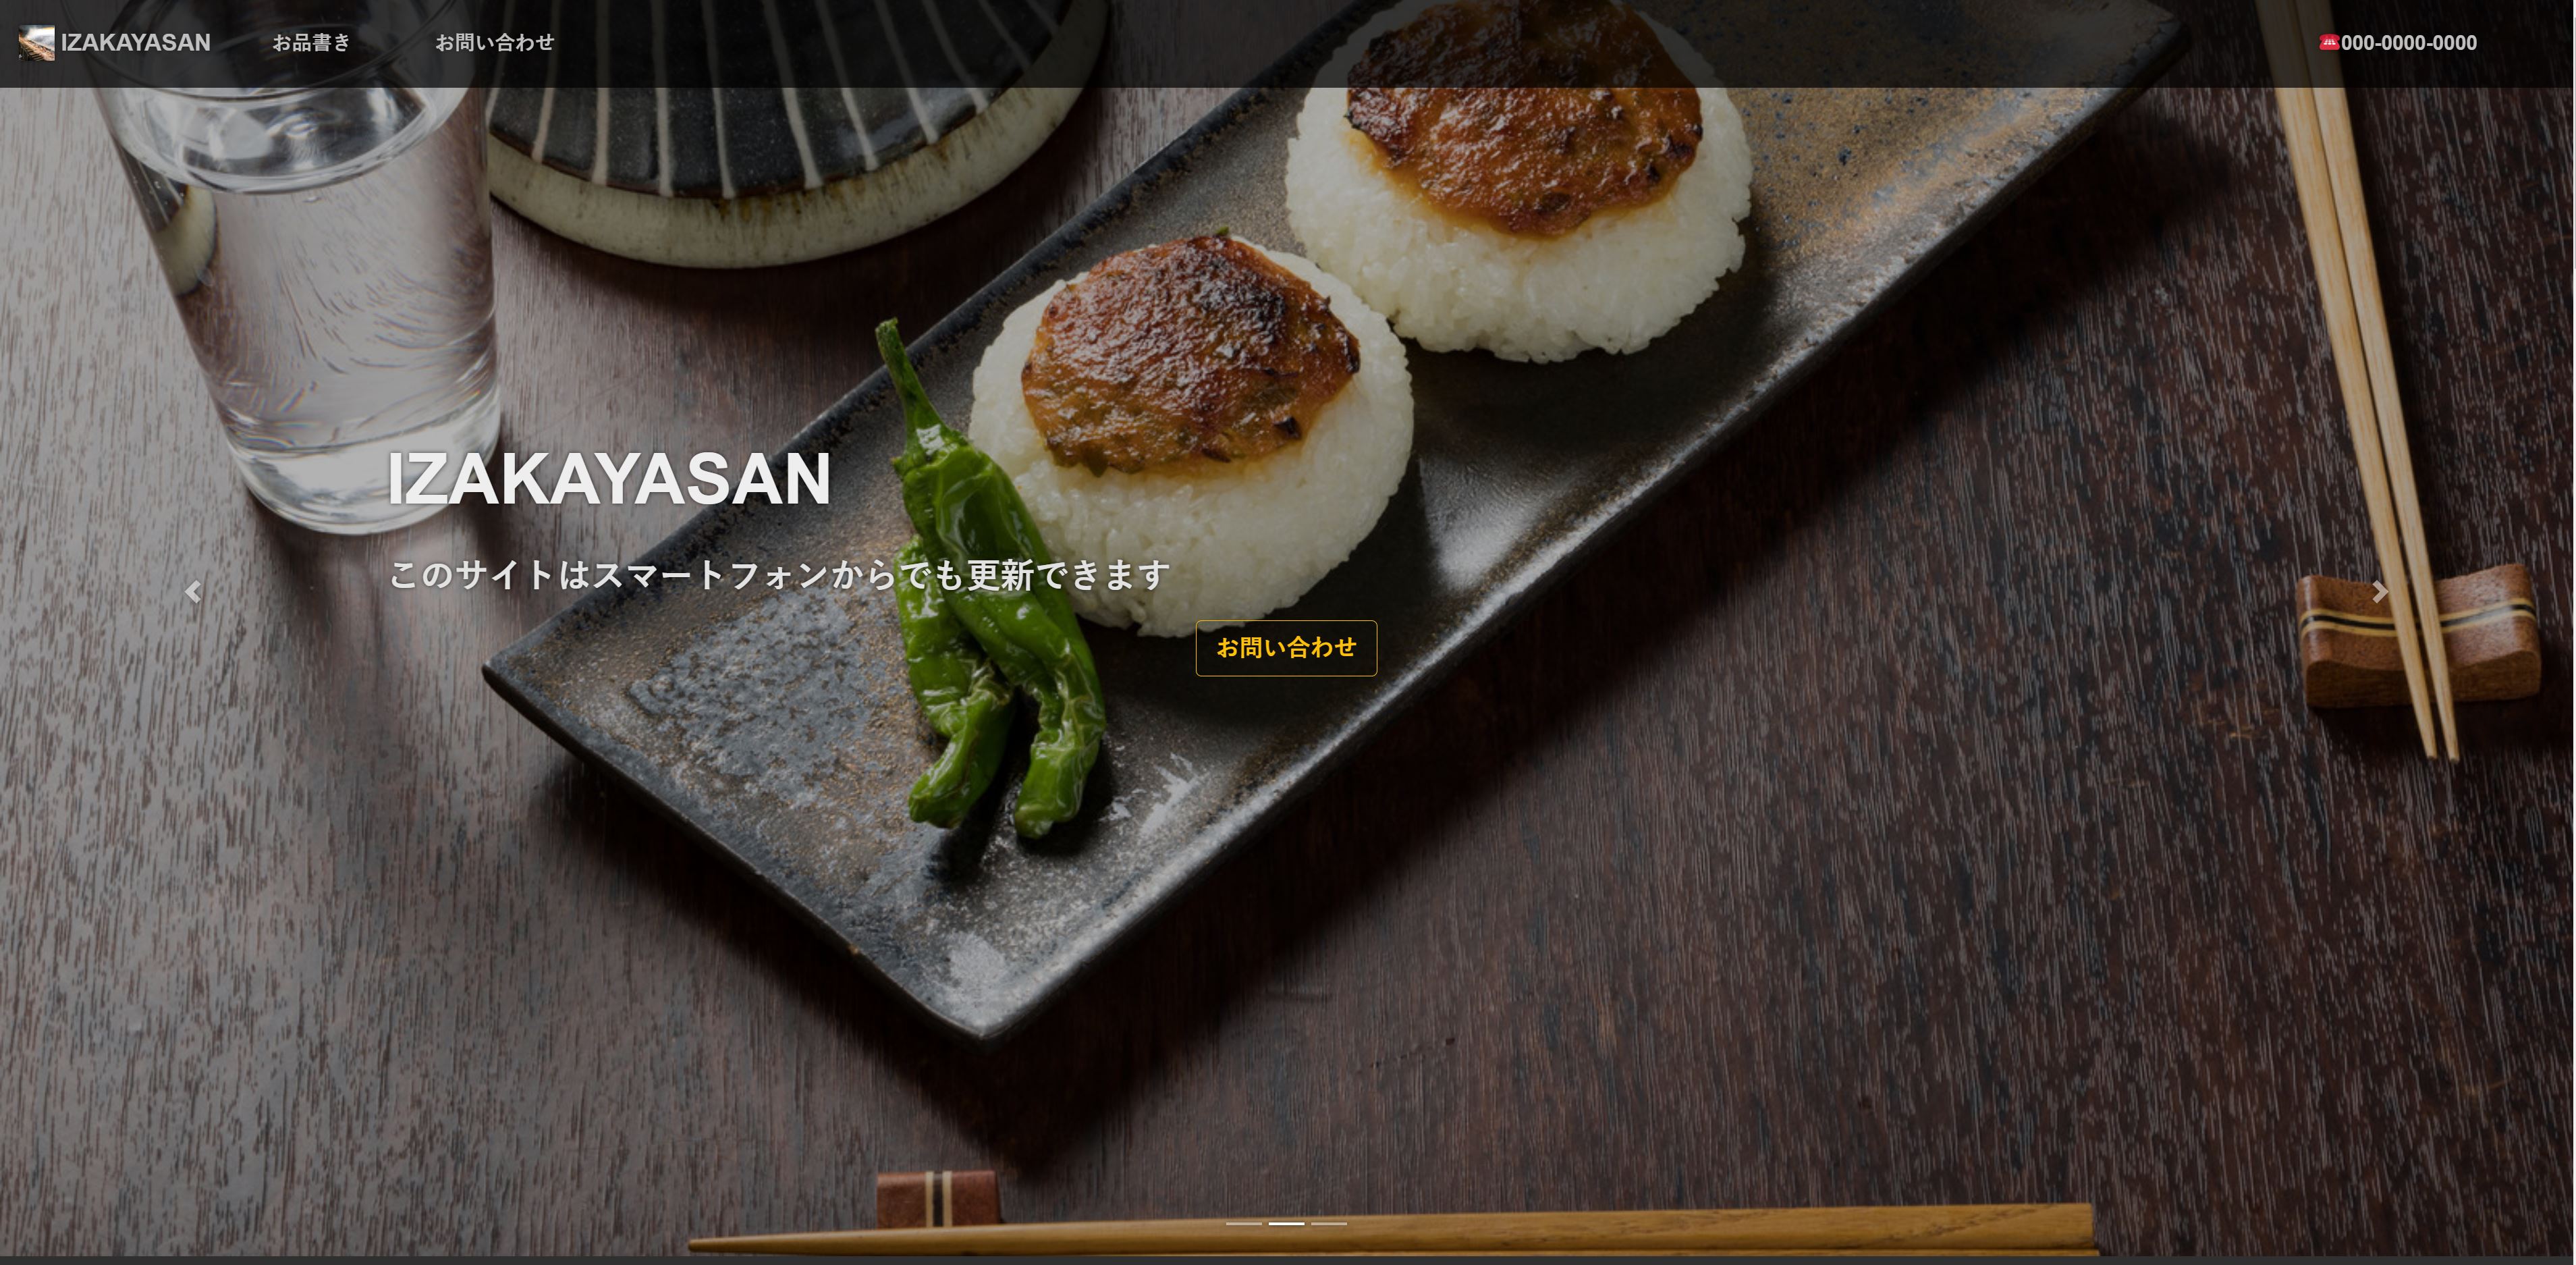 IZAKAYASAN
お品書き
お問い合わせ
000-0000-0000
IZAKAYASAN
このサイトはスマートフォンからでも更新できます
お問い合わせ